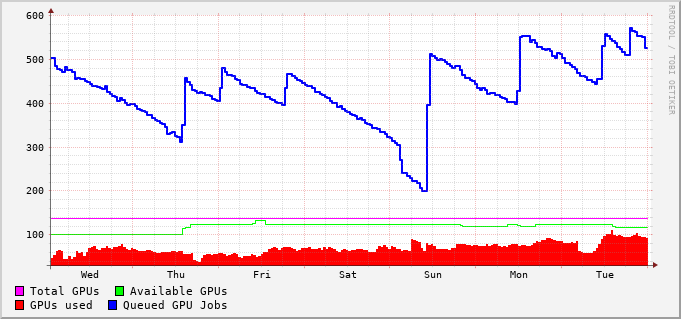 600
500
400
300
200
100
Wed Thu Fri Sat Sun Mon Tue
Total GPUs Available GPUs
GPUs used Queued GPU Jobs
RRDTOOL / TOBI OETIKER